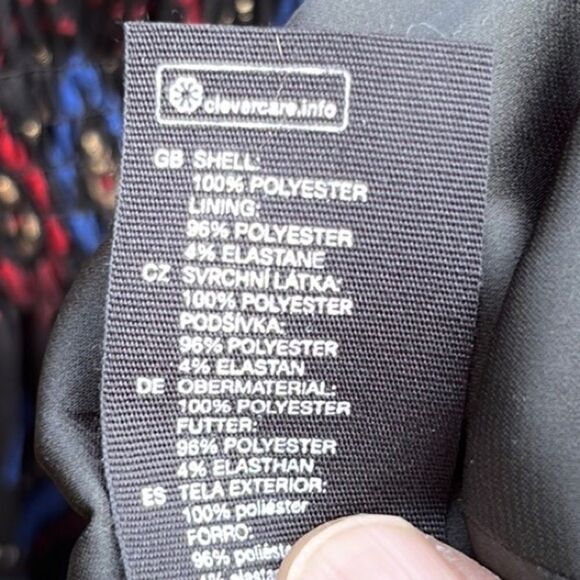 clevercare.info
GB SHELL:
100% POLYESTER
LINING:
96% POLYESTER
4% ELASTANE
CZ SVRCHNÍ LÁTKA:
100% POLYESTER
PODŠÍVKA:
96% POLYESTER
4% ELASTAN
DE OBERMATERIAL:
100% POLYESTER
FUTTER:
96% POLYESTER
4% ELASTHAN
ES TELA EXTERIOR:
100% poliéster
FORRO:
96%